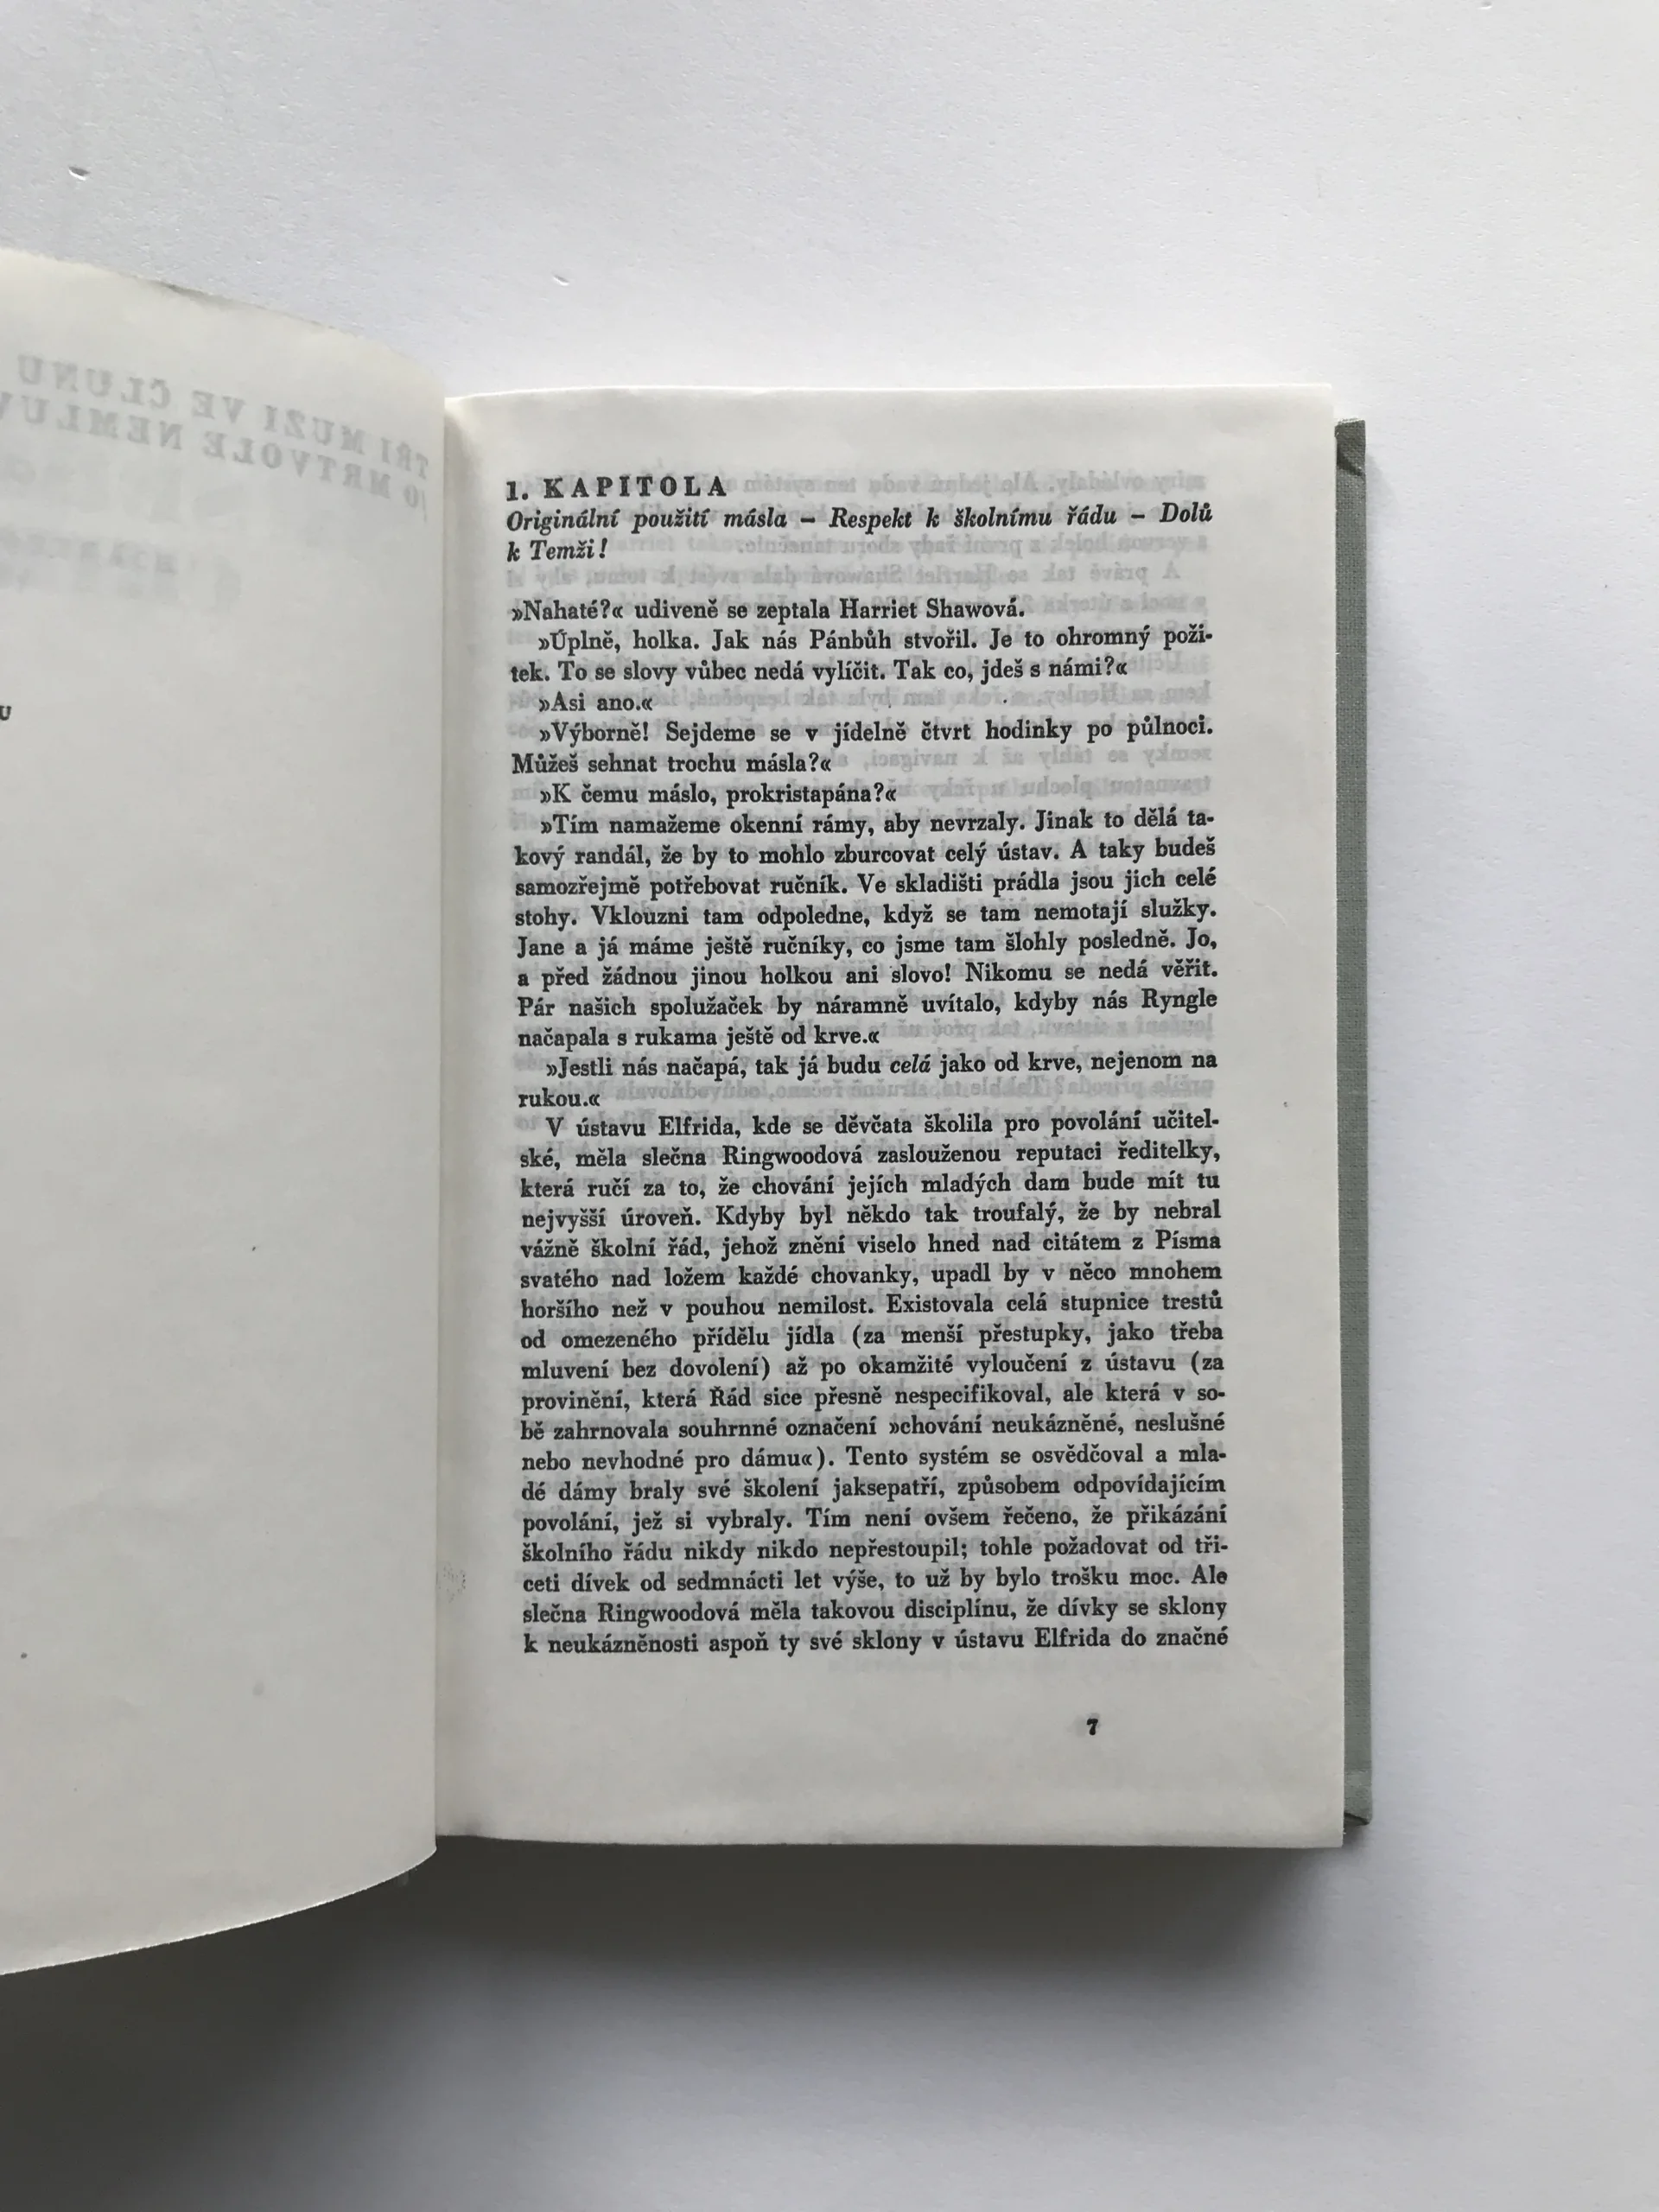 TŘI MUŽI VE ČLUNU
O MRTVOLE
1. KAPITOLA
Originální použití másla – Respekt k školnímu řádu – Dolů
k Temži!
»Nahaté?« udiveně se zeptala Harriet Shawová.
»Úplně, holka. Jak nás Pánbůh stvořil. Je to ohromný poži-
tek. To se slovy vůbec nedá vylíčit. Tak co, jdeš s námi?«
»Asi ano.«
»Výborně! Sejdeme se v jídelně čtvrt hodinky po půlnoci.
Můžeš sehnat trochu másla?«
»K čemu máslo, prokristapána?«
»Tím namažeme okenní rámy, aby nevrzaly. Jinak to dělá ta-
kový randál, že by to mohlo zburcovat celý ústav. A taky budeš
samozřejmě potřebovat ručník. Ve skladišti prádla jsou jich celé
stohy. Vklouzni tam odpoledne, když se tam nemotají služky.
Jane a já máme ještě ručníky, co jsme tam šlohly posledně. Jo,
a před žádnou jinou holkou ani slovo! Nikomu se nedá věřit.
Pár našich spolužaček by náramně uvítalo, kdyby nás Ryngle
načapala s rukama ještě od krve.«
»Jestli nás načapá, tak já budu celá jako od krve, nejenom na
rukou.«
V ústavu Elfrida, kde se děvčata školila pro povolání učitel-
ské, měla slečna Ringwoodová zaslouženou reputaci ředitelky,
která ručí za to, že chování jejích mladých dam bude mít tu
nejvyšší úroveň. Kdyby byl někdo tak troufalý, že by nebral
vážně školní řád, jehož znění viselo hned nad citátem z Písma
svatého nad ložem každé chovanky, upadl by v něco mnohem
horšího než v pouhou nemilost. Existovala celá stupnice trestů
od omezeného přídělu jídla (za menší přestupky, jako třeba
mluvení bez dovolení) až po okamžité vyloučení z ústavu (za
provinění, která Řád sice přesně nespecifikoval, ale která v so-
bě zahrnovala souhrnné označení »chování neukázněné, neslušné
nebo nevhodné pro dámu«). Tento systém se osvědčoval a mla-
dé dámy braly své školení jaksepatří, způsobem odpovídajícím
povolání, jež si vybraly. Tím není ovšem řečeno, že přikázání
školního řádu nikdy nikdo nepřestoupil; tohle požadovat od tři-
ceti dívek od sedmnácti let výše, to už by bylo trošku moc. Ale
slečna Ringwoodová měla takovou disciplínu, že dívky se sklony
k neukázněnosti aspoň ty své sklony v ústavu Elfrida do značné
7